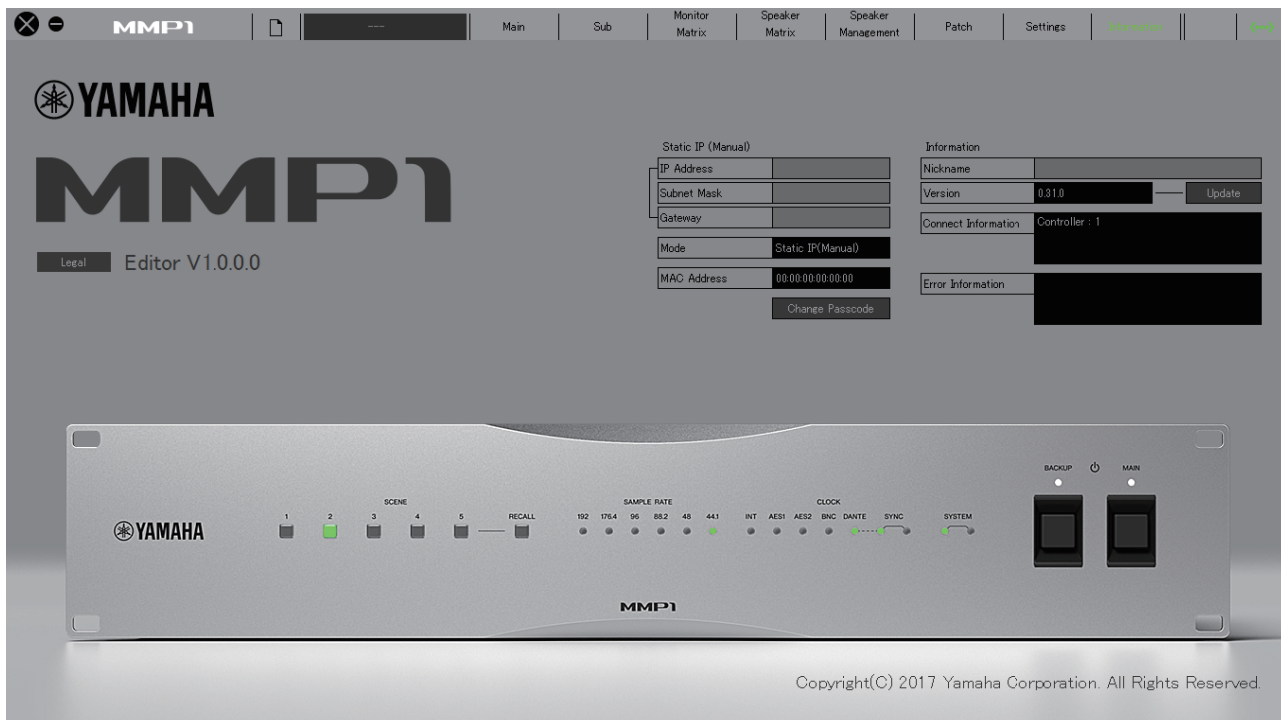 MMP1
---
Main
Sub
Monitor
Matrix
Speaker
Matrix
Speaker
Management
Patch
Settings
YAMAHA
MMP1
Legal
Editor V1.0.0.0
Static IP (Manual)
IP Address
Subnet Mask
Gateway
Mode Static IP(Manual)
MAC Address 00:00:00:00:00:00
Change Passcode
Information
Nickname
Version 0.31.0 Update
Connect Information Controller : 1
Error Information
YAMAHA
SCENE
1 2 3 4 5 RECALL
SAMPLE RATE
192 176.4 96 88.2 48 44.1
CLOCK
INT AES1 AES2 BNC DANTE SYNC
SYSTEM
BACKUP MAIN
MMP1
Copyright(C) 2017 Yamaha Corporation. All Rights Reserved.